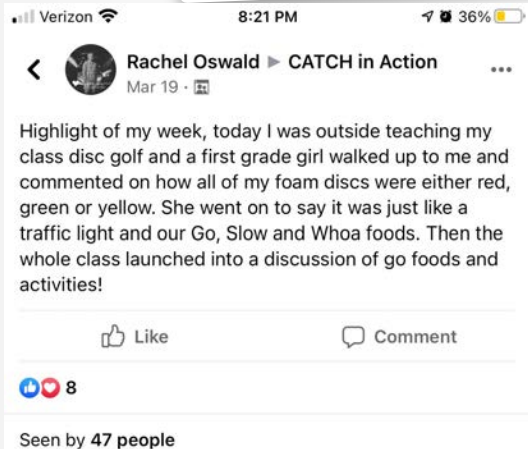 Verizon 8:21 PM 36%
Rachel Oswald ▸ CATCH in Action
Mar 19 ·
Highlight of my week, today I was outside teaching my
class disc golf and a first grade girl walked up to me and
commented on how all of my foam discs were either red,
green or yellow. She went on to say it was just like a
traffic light and our Go, Slow and Whoa foods. Then the
whole class launched into a discussion of go foods and
activities!
Like Comment
8
Seen by 47 people